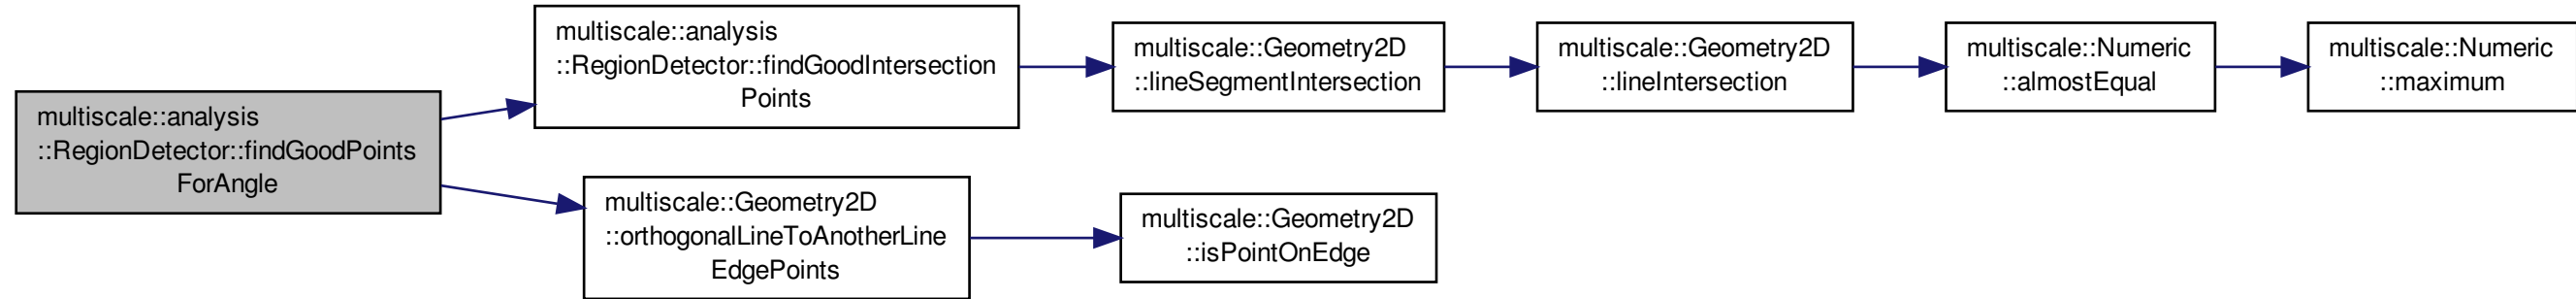 multiscale::analysis
::RegionDetector::findGoodPoints
ForAngle
multiscale::analysis
::RegionDetector::findGoodIntersection
Points
multiscale::Geometry2D
::lineSegmentIntersection
multiscale::Geometry2D
::lineIntersection
multiscale::Numeric
::almostEqual
multiscale::Numeric
::maximum
multiscale::Geometry2D
::orthogonalLineToAnotherLine
EdgePoints
multiscale::Geometry2D
::isPointOnEdge